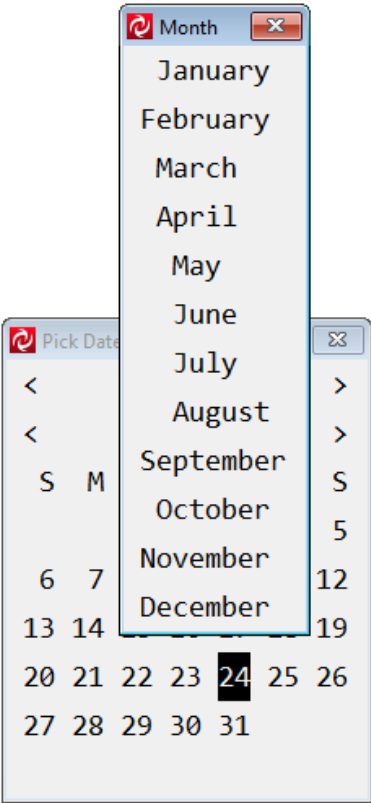 Month
January
February
March
April
May
June
Pick Date
July
< >
August
< >
September
S M S
October
5
November
6 7 12
December
13 14 19
20 21 22 23 24 25 26
27 28 29 30 31